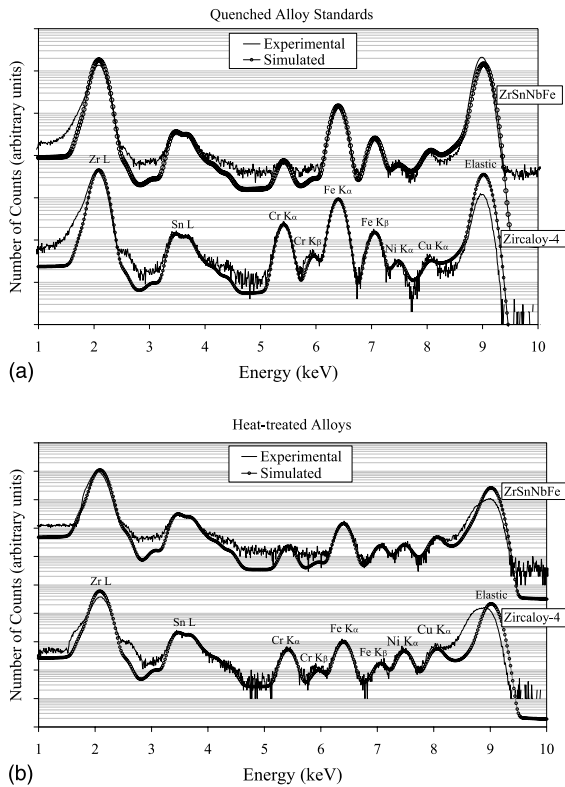 Quenched Alloy Standards
Experimental
Simulated
ZrSnNbFe
Zr L
Sn L
Cr Kα
Cr Kβ
Fe Kα
Fe Kβ
Ni Kα
Cu Kα
Elastic
Zircaloy-4
Number of Counts (arbitrary units)
1 2 3 4 5 6 7 8 9 10
Energy (keV)
(a)
Heat-treated Alloys
Experimental
Simulated
ZrSnNbFe
Zr L
Sn L
Cr Kα
Cr Kβ
Fe Kα
Fe Kβ
Ni Kα
Cu Kα
Elastic
Zircaloy-4
Number of Counts (arbitrary units)
1 2 3 4 5 6 7 8 9 10
Energy (keV)
(b)